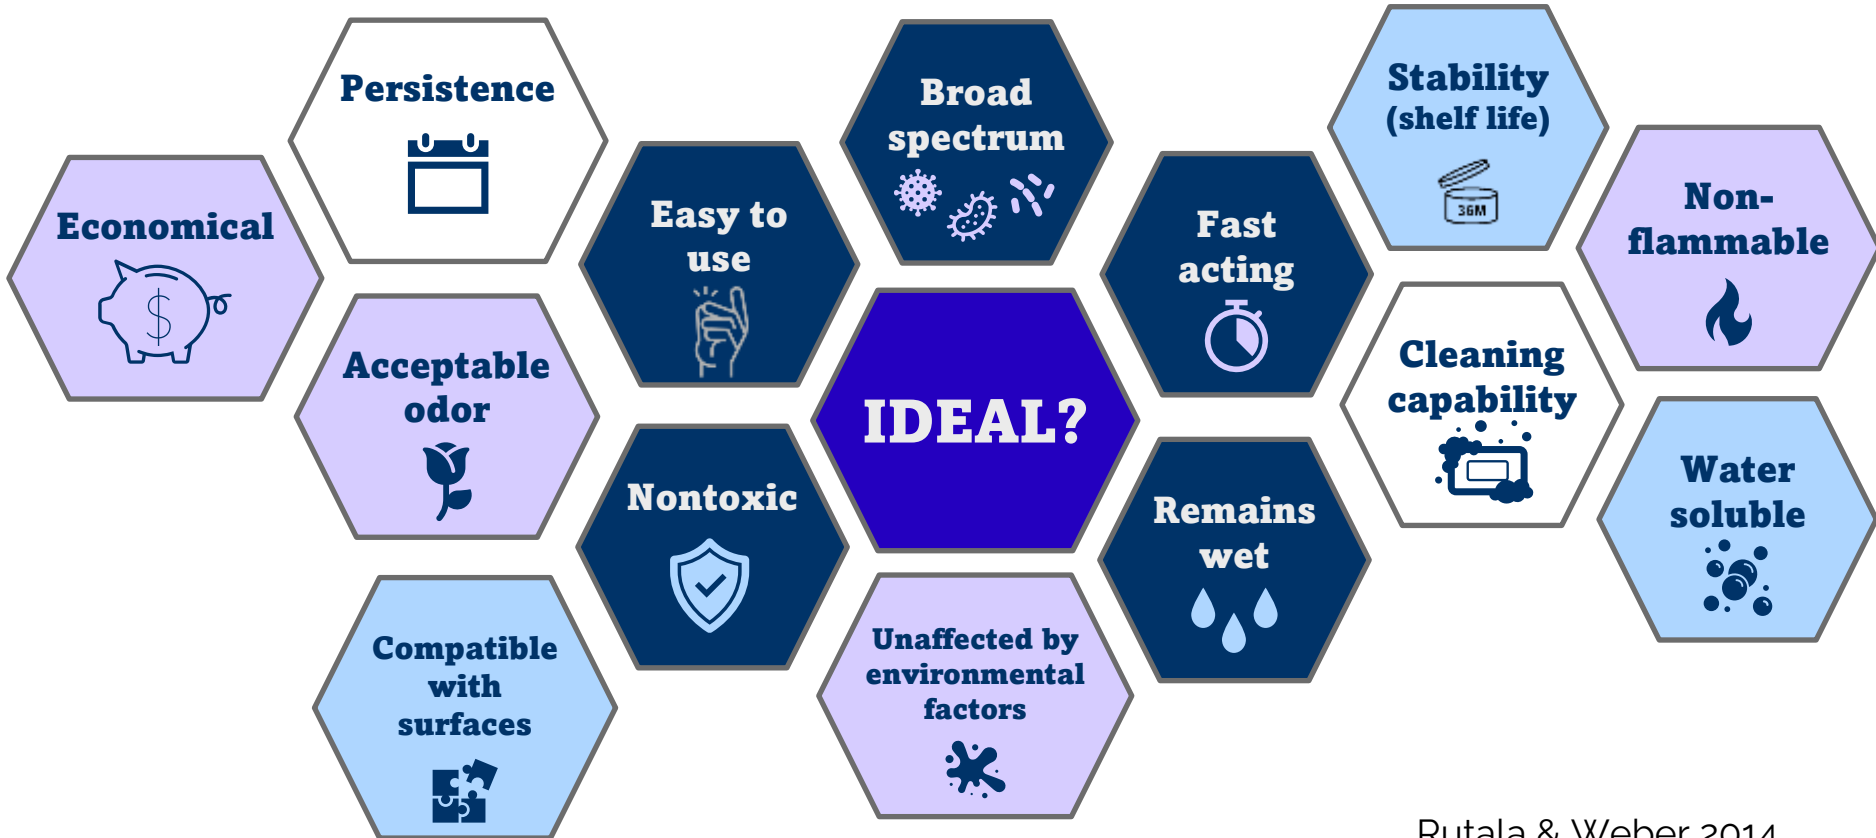 Economical
$
Persistence
Acceptable
odor
Compatible
with
surfaces
Easy to
use
Nontoxic
Broad
spectrum
IDEAL?
Unaffected by
environmental
factors
Fast
acting
Remains
wet
Stability
(shelf life)
36M
Cleaning
capability
Non-
flammable
Water
soluble
Rutala & Weber 2014